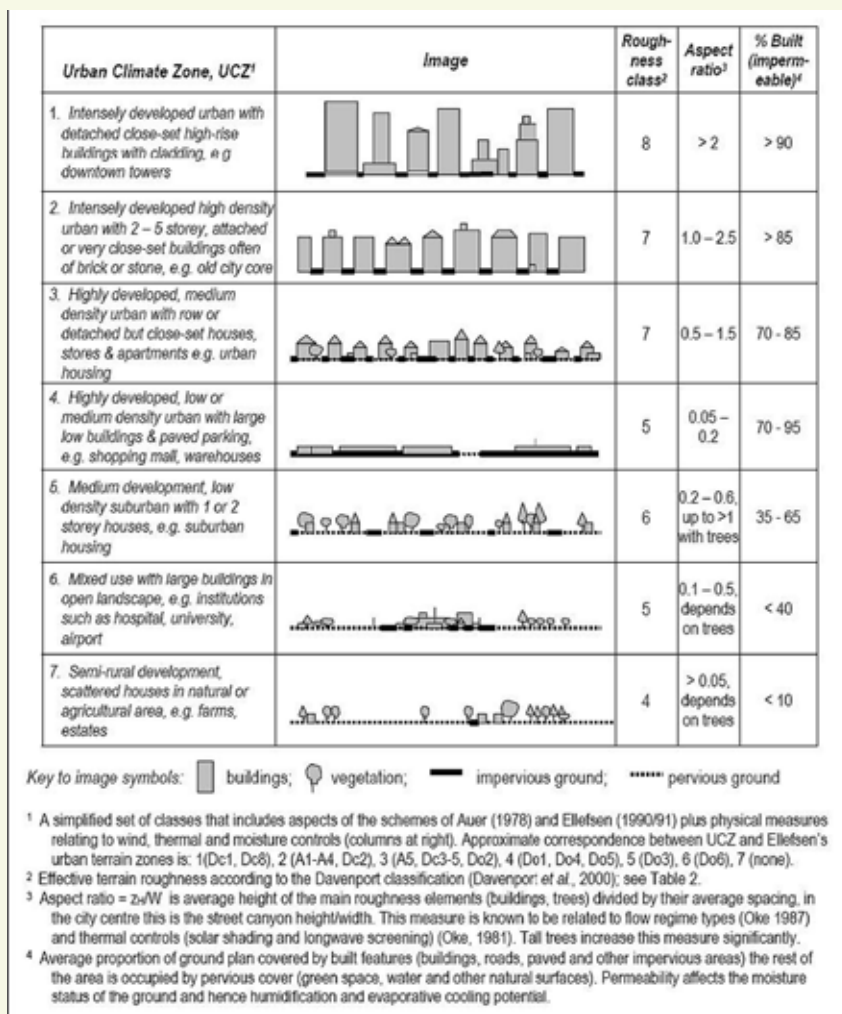 Urban Climate Zone, UCZ¹
Image
Rough-
ness
class²
Aspect
ratio³
% Built
(imperm-
eable)⁴
1. Intensely developed urban with
detached close-set high-rise
buildings with cladding, e.g
downtown towers
8
> 2
> 90
2. Intensely developed high density
urban with 2 – 5 storey, attached
or very close-set buildings often
of brick or stone, e.g. old city core
7
1.0 – 2.5
> 85
3. Highly developed, medium
density urban with row or
detached but close-set houses,
stores & apartments e.g. urban
housing
7
0.5 – 1.5
70 - 85
4. Highly developed, low or
medium density urban with large
low buildings & paved parking,
e.g. shopping mall, warehouses
5
0.05 –
0.2
70 - 95
5. Medium development, low
density suburban with 1 or 2
storey houses, e.g. suburban
housing
6
0.2 – 0.6,
up to >1
with trees
35 - 65
6. Mixed use with large buildings in
open landscape, e.g. institutions
such as hospital, university,
airport
5
0.1 – 0.5,
depends
on trees
< 40
7. Semi-rural development,
scattered houses in natural or
agricultural area, e.g. farms,
estates
4
> 0.05,
depends
on trees
< 10
Key to image symbols: buildings; vegetation; impervious ground; pervious ground
¹ A simplified set of classes that includes aspects of the schemes of Auer (1978) and Ellefsen (1990/91) plus physical measures
relating to wind, thermal and moisture controls (columns at right). Approximate correspondence between UCZ and Ellefsen's
urban terrain zones is: 1(Dc1, Dc8), 2 (A1-A4, Dc2), 3 (A5, Dc3-5, Do2), 4 (Do1, Do4, Do5), 5 (Do3), 6 (Do6), 7 (none).
² Effective terrain roughness according to the Davenport classification (Davenport et al., 2000); see Table 2.
³ Aspect ratio = zH/W is average height of the main roughness elements (buildings, trees) divided by their average spacing, in
the city centre this is the street canyon height/width. This measure is known to be related to flow regime types (Oke 1987)
and thermal controls (solar shading and longwave screening) (Oke, 1981). Tall trees increase this measure significantly.
⁴ Average proportion of ground plan covered by built features (buildings, roads, paved and other impervious areas) the rest of
the area is occupied by pervious cover (green space, water and other natural surfaces). Permeability affects the moisture
status of the ground and hence humidification and evaporative cooling potential.